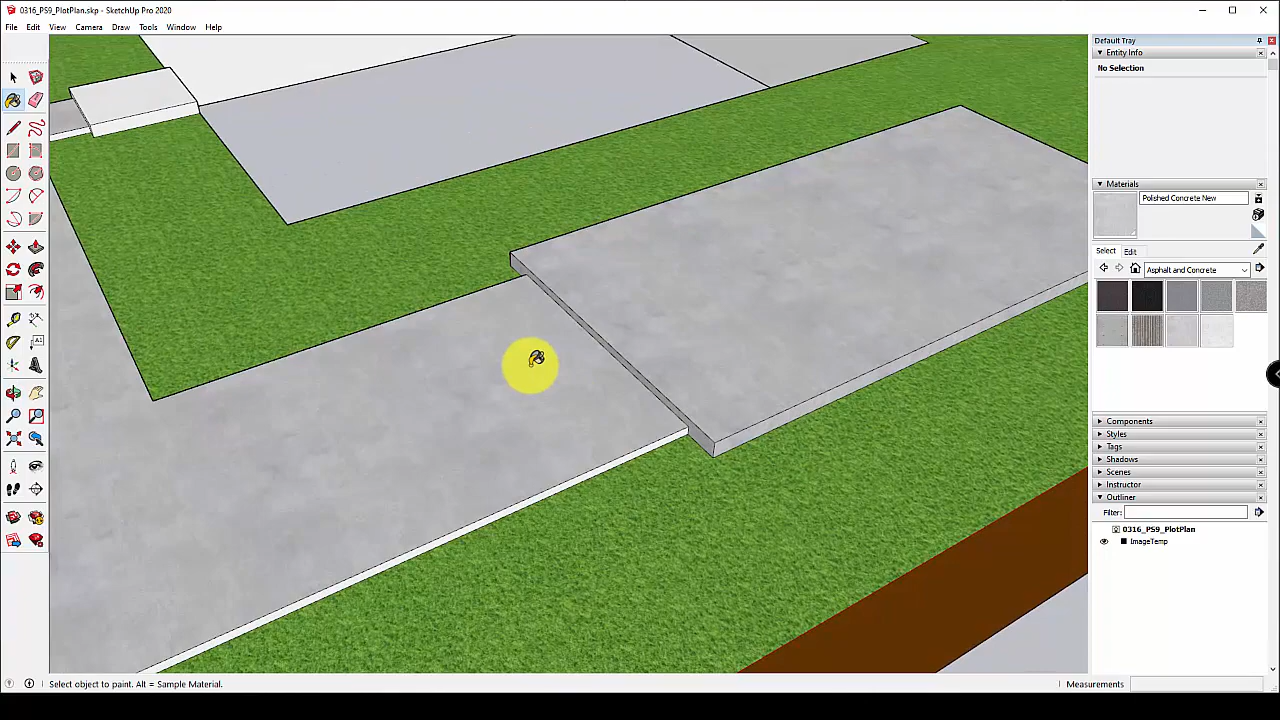 0316_PS9_PlotPlan.skp - SketchUp Pro 2020
File Edit View Camera Draw Tools Window Help
Default Tray
Entity Info
No Selection
Materials
Polished Concrete New
Select Edit
Asphalt and Concrete
Components
Styles
Tags
Shadows
Scenes
Instructor
Outliner
Filter:
0316_PS9_PlotPlan
ImageTemp
Select object to paint. Alt = Sample Material.
Measurements